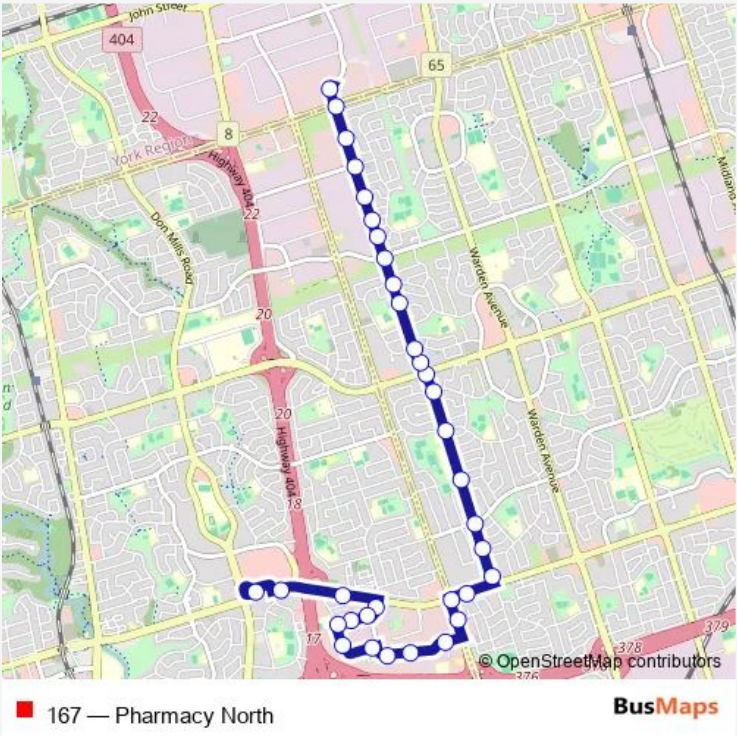 John Street
404
65
22
8
York Region
Highway 404
22
Midland
Don Mills Road
Warden Avenue
20
20
Highway 404
Warden Avenue
18
17
379
378
376
© OpenStreetMap contributors
167 — Pharmacy North
BusMaps